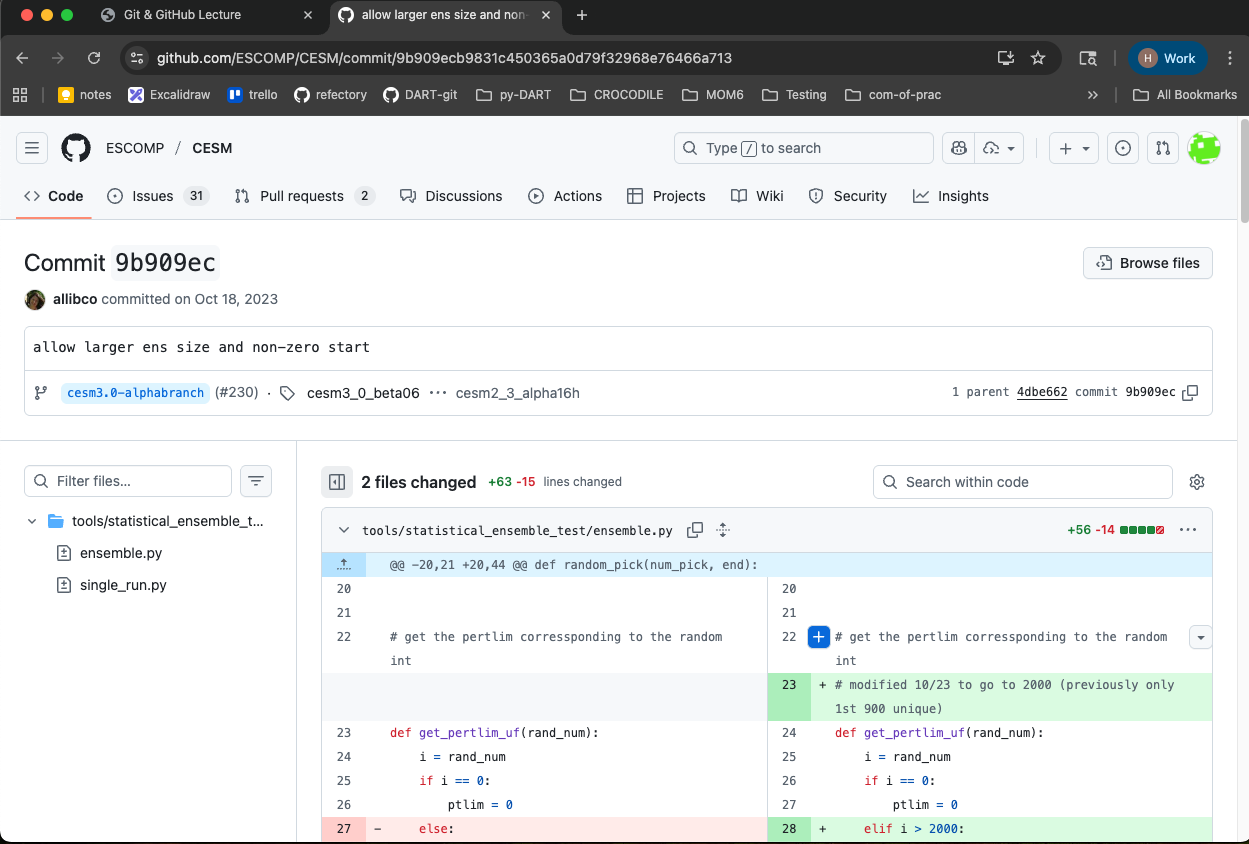 Git & GitHub Lecture
allow larger ens size and non-
github.com/ESCOMP/CESM/commit/9b909ecb9831c450365a0d79f32968e76466a713
H Work
notes Excalidraw trello refectory DART-git py-DART CROCODILE MOM6 Testing com-of-prac » All Bookmarks
ESCOMP / CESM
Type / to search
Code Issues 31 Pull requests 2 Discussions Actions Projects Wiki Security Insights
Commit 9b909ec
Browse files
allibco committed on Oct 18, 2023
allow larger ens size and non-zero start
cesm3.0-alphabranch (#230) · cesm3_0_beta06 ··· cesm2_3_alpha16h
1 parent 4dbe662 commit 9b909ec
Filter files...
2 files changed +63 -15 lines changed
Search within code
tools/statistical_ensemble_t...
ensemble.py
single_run.py
tools/statistical_ensemble_test/ensemble.py
+56 -14
@@ -20,21 +20,44 @@ def random_pick(num_pick, end):
20 20
21 21
22 # get the pertlim corressponding to the random
int
22 + # get the pertlim corressponding to the random
int
23 + # modified 10/23 to go to 2000 (previously only
1st 900 unique)
23 def get_pertlim_uf(rand_num): 24 def get_pertlim_uf(rand_num):
24 i = rand_num 25 i = rand_num
25 if i == 0: 26 if i == 0:
26 ptlim = 0 27 ptlim = 0
27 - else: 28 + elif i > 2000: